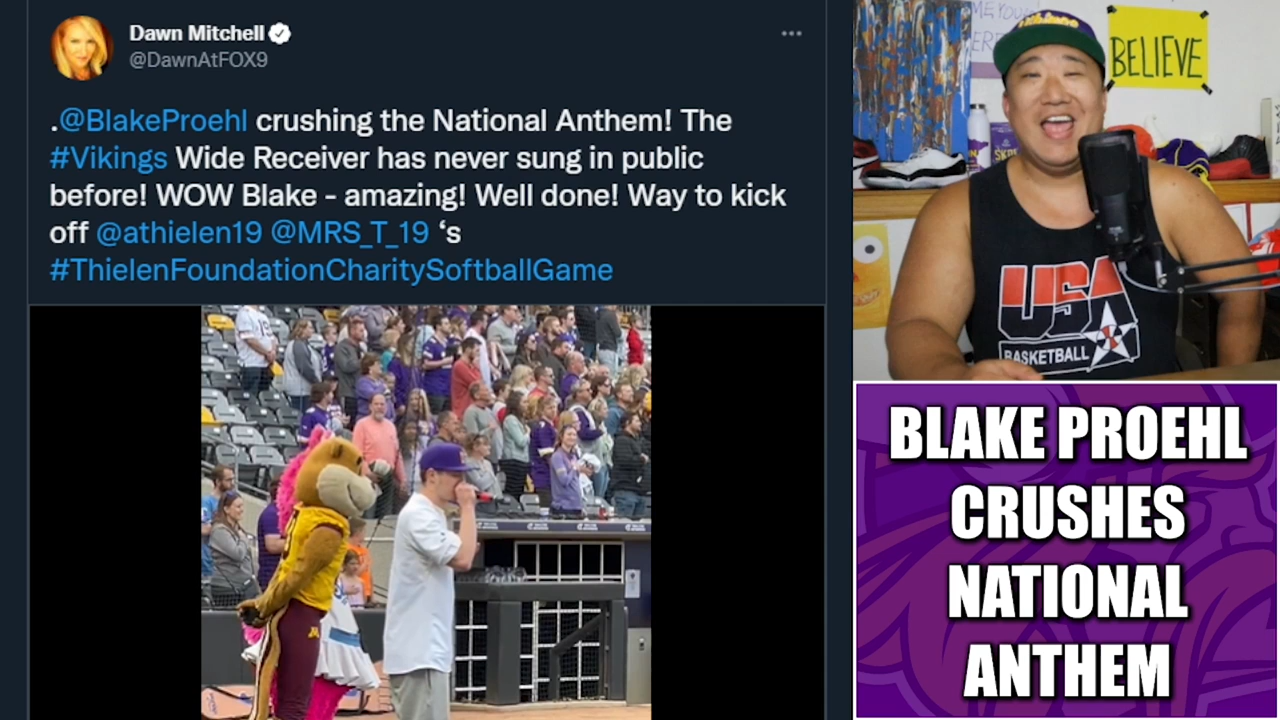 Dawn Mitchell
@DawnAtFOX9
.@BlakeProehl crushing the National Anthem! The
#Vikings Wide Receiver has never sung in public
before! WOW Blake - amazing! Well done! Way to kick
off @athielen19 @MRS_T_19 ‘s
#ThielenFoundationCharitySoftballGame
BELIEVE
USA
BASKETBALL
BLAKE PROEHL
CRUSHES
NATIONAL
ANTHEM